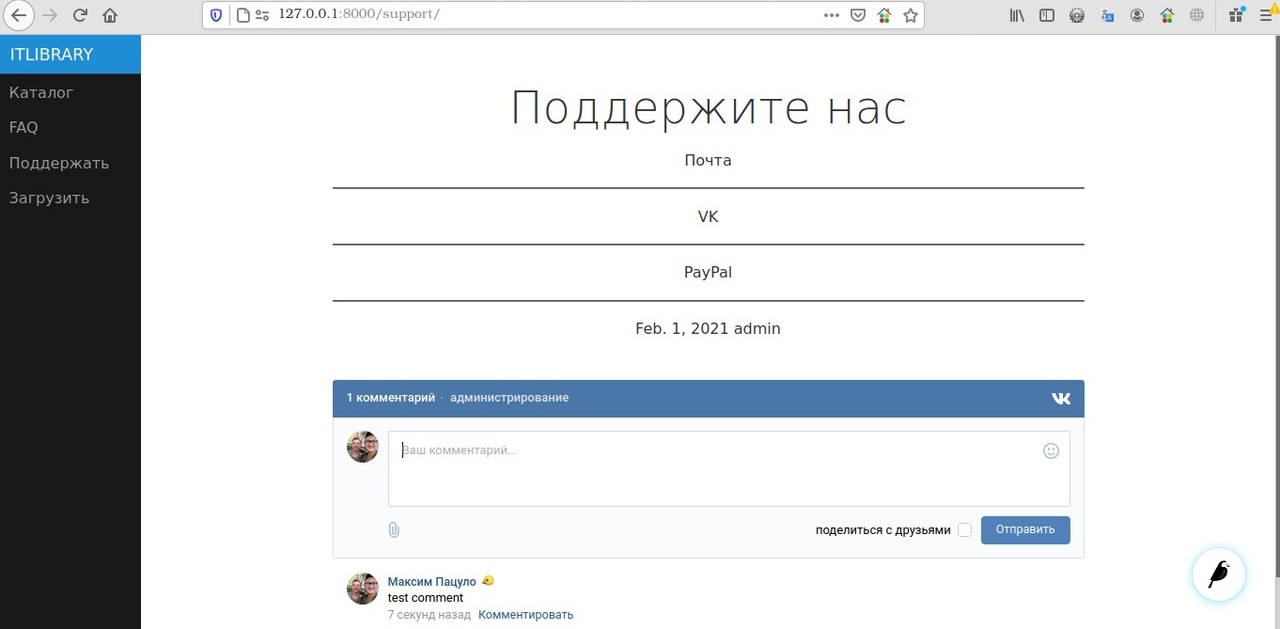 127.0.0.1:8000/support/
ITLIBRARY
Каталог
FAQ
Поддержать
Загрузить
Поддержите нас
Почта
VK
PayPal
Feb. 1, 2021 admin
1 комментарий · администрирование
Ваш комментарий...
поделиться с друзьями
Отправить
Максим Пацуло
test comment
7 секунд назад Комментировать